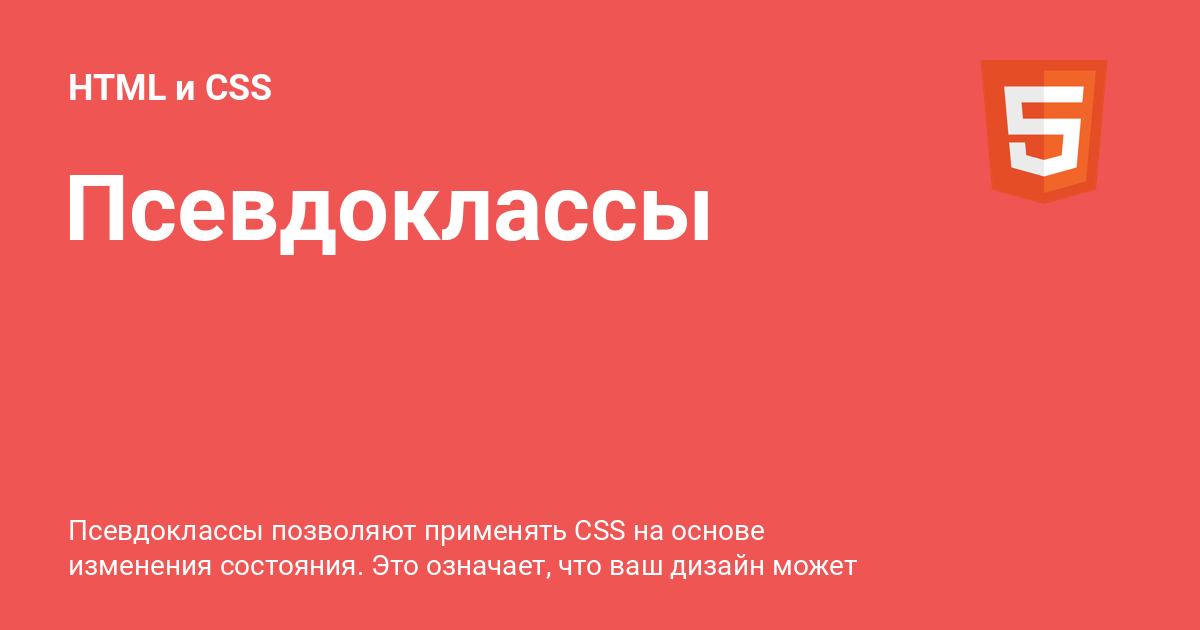 HTML и CSS
Псевдоклассы
Псевдоклассы позволяют применять CSS на основе
изменения состояния. Это означает, что ваш дизайн может